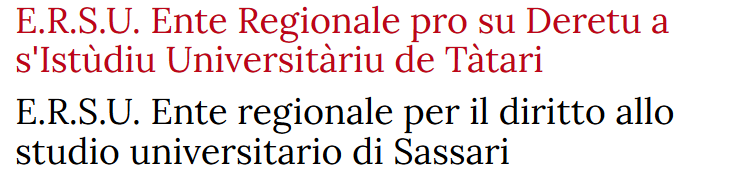 E.R.S.U. Ente Regionale pro su Deretu a
s'Istùdiu Universitàriu de Tàtari
E.R.S.U. Ente regionale per il diritto allo
studio universitario di Sassari